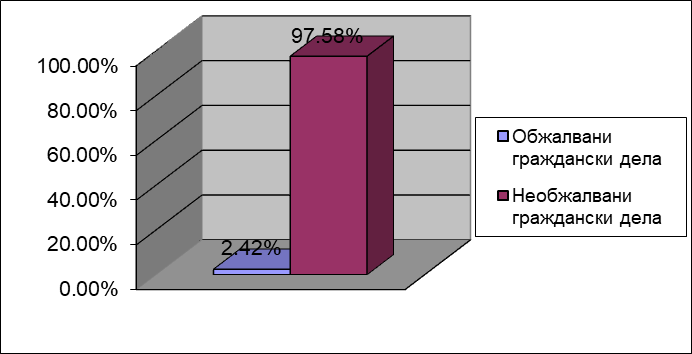 97.58%
100.00%
80.00%
60.00%
40.00%
20.00%
0.00%
2.42%
Обжалвани
граждански дела
Необжалвани
граждански дела